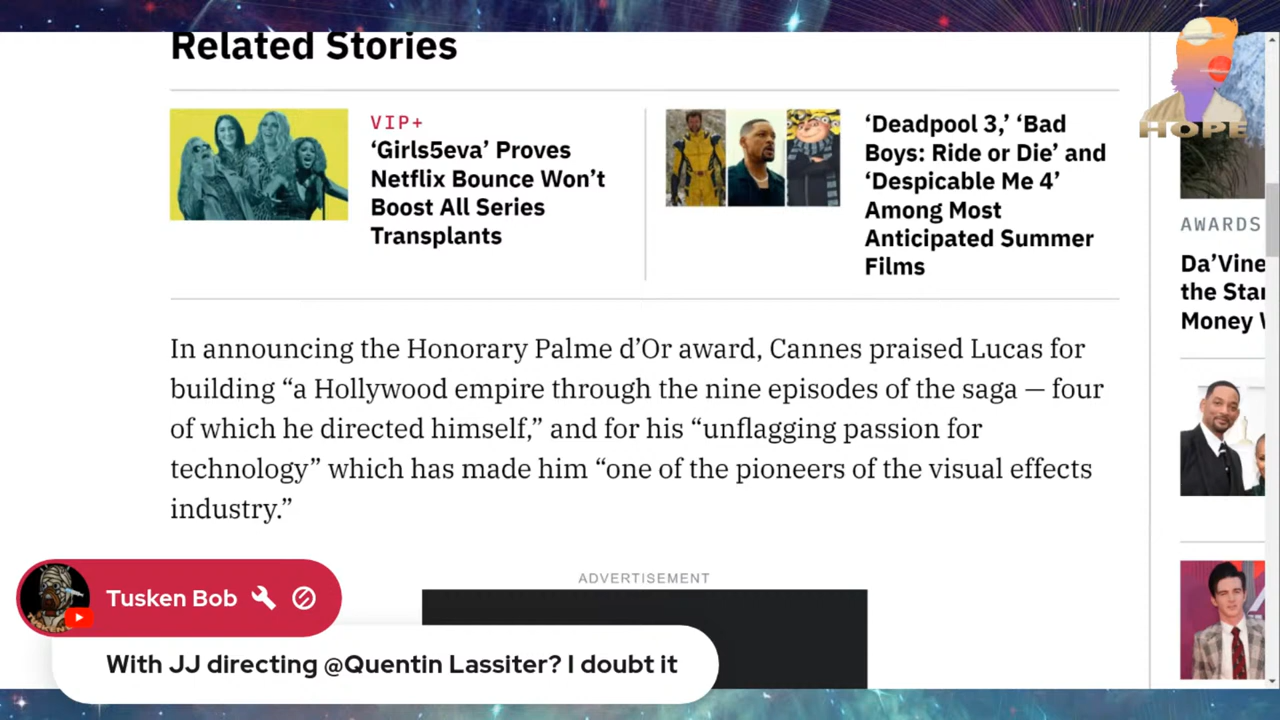 Related Stories
HOPE
VIP+
‘Girls5eva’ Proves
Netflix Bounce Won’t
Boost All Series
Transplants
‘Deadpool 3,’ ‘Bad
Boys: Ride or Die’ and
‘Despicable Me 4’
Among Most
Anticipated Summer
Films
AWARDS
Da’Vine
the Star
Money
In announcing the Honorary Palme d’Or award, Cannes praised Lucas for
building “a Hollywood empire through the nine episodes of the saga — four
of which he directed himself,” and for his “unflagging passion for
technology” which has made him “one of the pioneers of the visual effects
industry.”
ADVERTISEMENT
Tusken Bob
With JJ directing @Quentin Lassiter? I doubt it